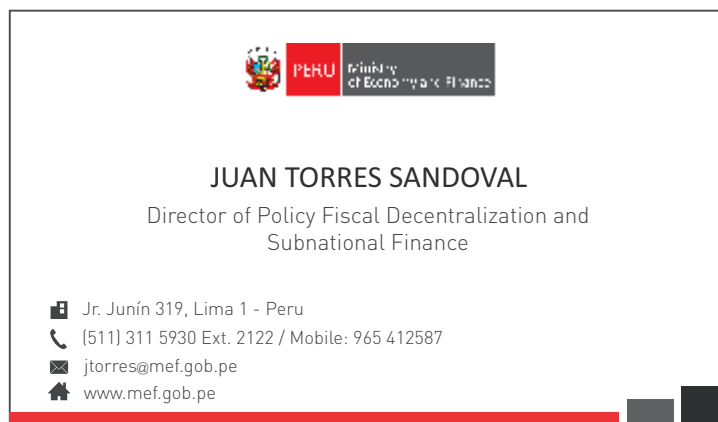 PERU
Ministry
of Economy and Finance
JUAN TORRES SANDOVAL
Director of Policy Fiscal Decentralization and
Subnational Finance
Jr. Junín 319, Lima 1 - Peru
(511) 311 5930 Ext. 2122 / Mobile: 965 412587
jtorres@mef.gob.pe
www.mef.gob.pe